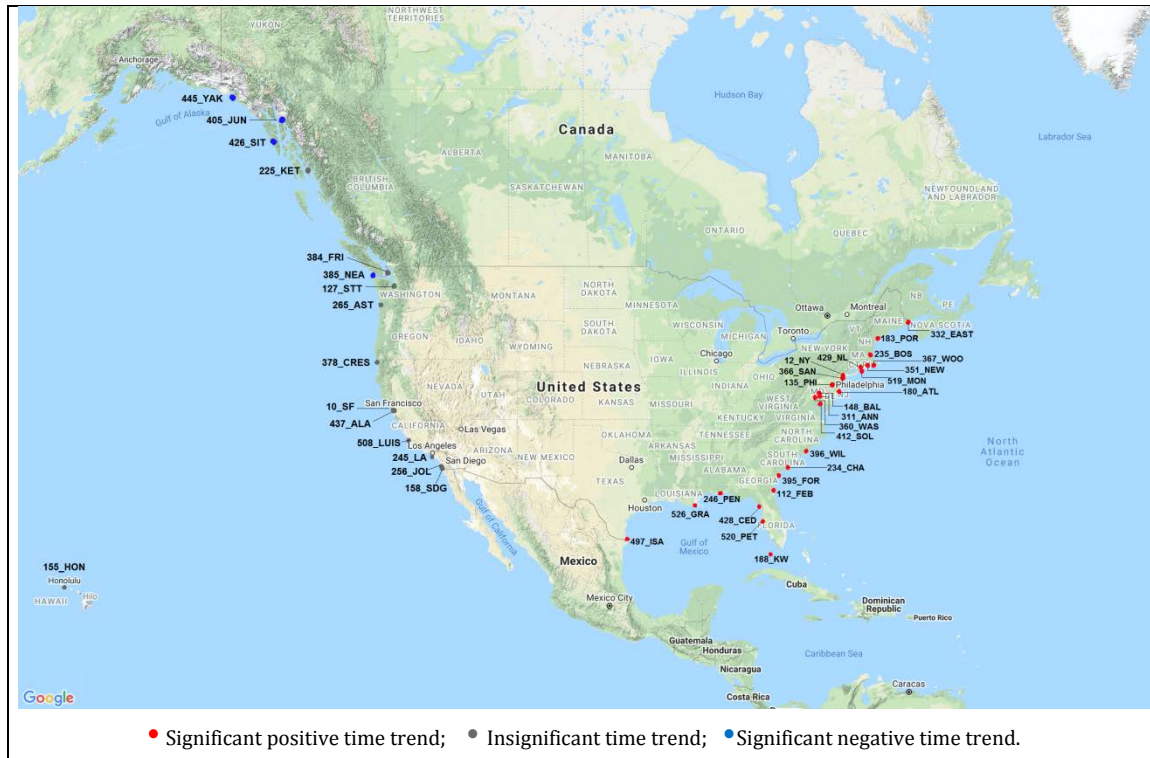 NORTHWEST
TERRITORIES
YUKON
Anchorage
445_YAK
Gulf of Alaska
405_JUN
426_SIT
225_KET
BRITISH
COLUMBIA
ALBERTA
Canada
MANITOBA
SASKATCHEWAN
Hudson Bay
Labrador Sea
NEWFOUNDLAND
AND LABRADOR
ONTARIO
QUEBEC
384_FRI
385_NEA
127_STT
WASHINGTON
265_AST
MONTANA
NORTH
DAKOTA
MINNESOTA
Ottawa
Montreal
NB
PE
MAINE
NOVA SCOTIA
332_EAST
OREGON
IDAHO
SOUTH
DAKOTA
WISCONSIN
MICHIGAN
Toronto
VT
NH
183_POR
NEW YORK
MA
235_BOS
12_NY
429_NL
367_WOO
WYOMING
Chicago
366_SAN
351_NEW
378_CRES
NEBRASKA
IOWA
ILLINOIS
INDIANA
OHIO
135_PHI
Philadelphia
519_MON
180_ATL
NEVADA
UTAH
COLORADO
United States
KANSAS
MISSOURI
WEST
VIRGINIA
KENTUCKY
VIRGINIA
148_BAL
311_ANN
360_WAS
412_SOL
10_SF
San Francisco
437_ALA
CALIFORNIA
Las Vegas
508_LUIS
Los Angeles
245_LA
ARIZONA
NEW MEXICO
OKLAHOMA
ARKANSAS
TENNESSEE
NORTH
CAROLINA
396_WIL
256_JOL
San Diego
158_SDG
Dallas
MISSISSIPPI
ALABAMA
SOUTH
CAROLINA
234_CHA
GEORGIA
395_FOR
TEXAS
LOUISIANA
246_PEN
112_FEB
Houston
526_GRA
428_CED
FLORIDA
520_PET
North
Atlantic
Ocean
Gulf of California
497_ISA
Gulf of
Mexico
188_KW
155_HON
Honolulu
HAWAII
Hilo
Mexico
Mexico City
Cuba
Dominican
Republic
Puerto Rico
Guatemala
Honduras
Caribbean Sea
Nicaragua
Caracas
Costa Rica
Google
Significant positive time trend; Insignificant time trend; Significant negative time trend.